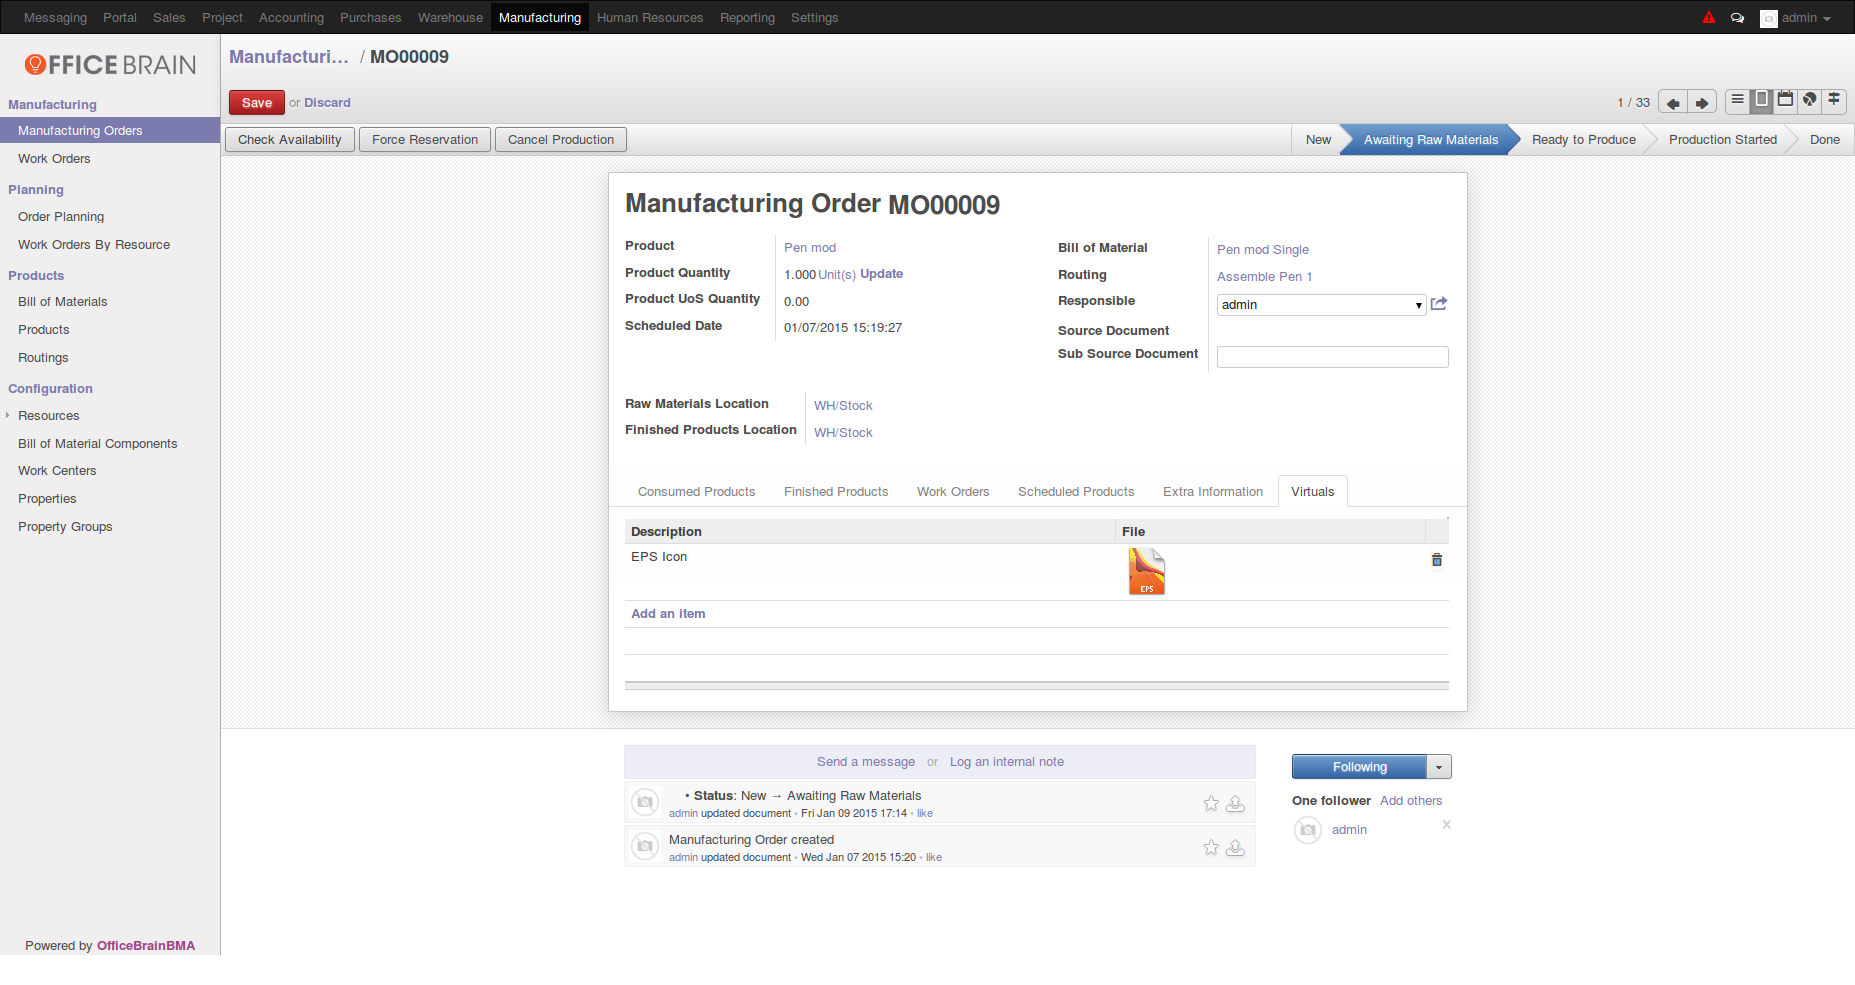 Messaging Portal Sales Project Accounting Purchases Warehouse Manufacturing Human Resources Reporting Settings admin
OFFICE BRAIN
Manufacturing
Manufacturing Orders
Work Orders
Planning
Order Planning
Work Orders By Resource
Products
Bill of Materials
Products
Routings
Configuration
Resources
Bill of Material Components
Work Centers
Properties
Property Groups
Powered by OfficeBrainBMA
Manufacturi... / MO00009
Save or Discard
1 / 33
Check Availability Force Reservation Cancel Production
New Awaiting Raw Materials Ready to Produce Production Started Done
Manufacturing Order MO00009
Product Pen mod
Product Quantity 1.000 Unit(s) Update
Product UoS Quantity 0.00
Scheduled Date 01/07/2015 15:19:27
Bill of Material Pen mod Single
Routing Assemble Pen 1
Responsible admin
Source Document
Sub Source Document
Raw Materials Location WH/Stock
Finished Products Location WH/Stock
Consumed Products Finished Products Work Orders Scheduled Products Extra Information Virtuals
Description File
EPS Icon EPS
Add an item
Send a message or Log an internal note
• Status: New → Awaiting Raw Materials
admin updated document • Fri Jan 09 2015 17:14 • like
Manufacturing Order created
admin updated document • Wed Jan 07 2015 15:20 • like
Following
One follower Add others
admin x